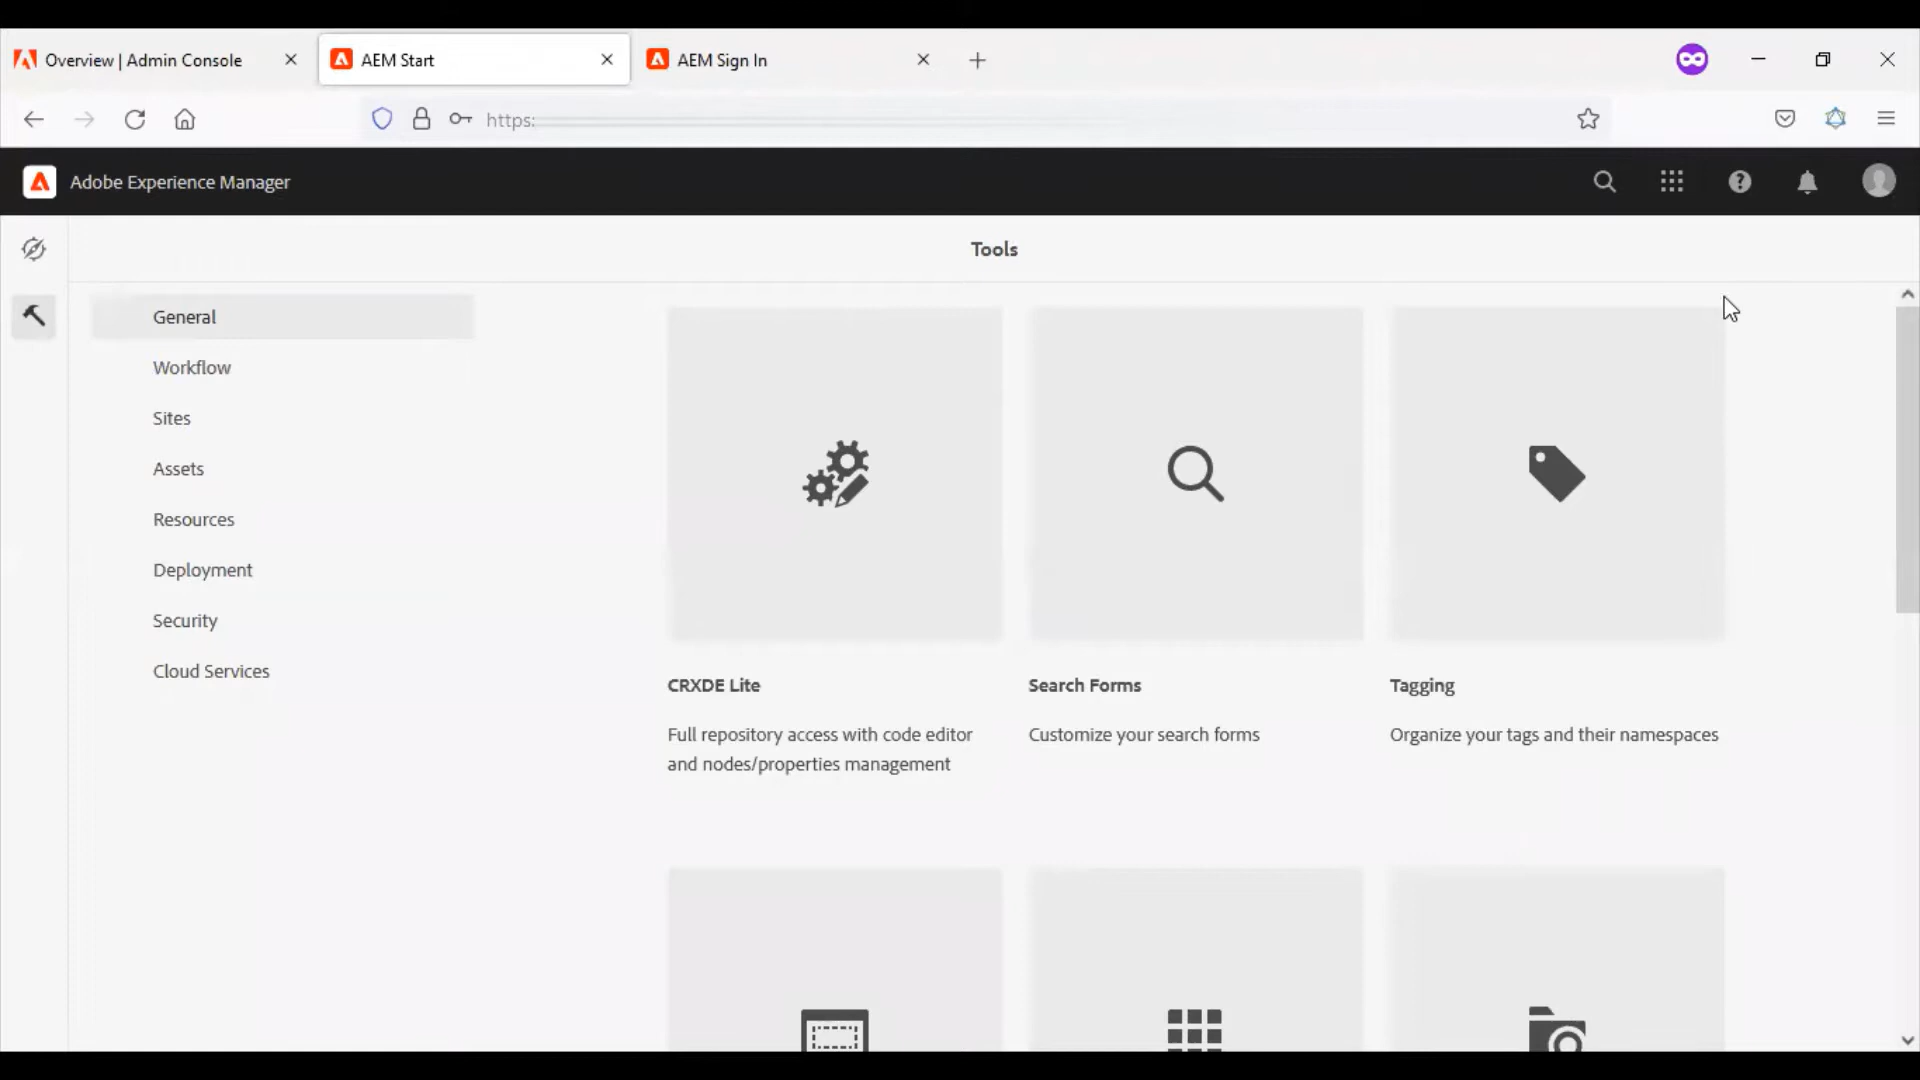 Overview | Admin Console
AEM Start
AEM Sign In
https:
Adobe Experience Manager
Tools
General
Workflow
Sites
Assets
Resources
Deployment
Security
Cloud Services
CRXDE Lite
Full repository access with code editor
and nodes/properties management
Search Forms
Customize your search forms
Tagging
Organize your tags and their namespaces